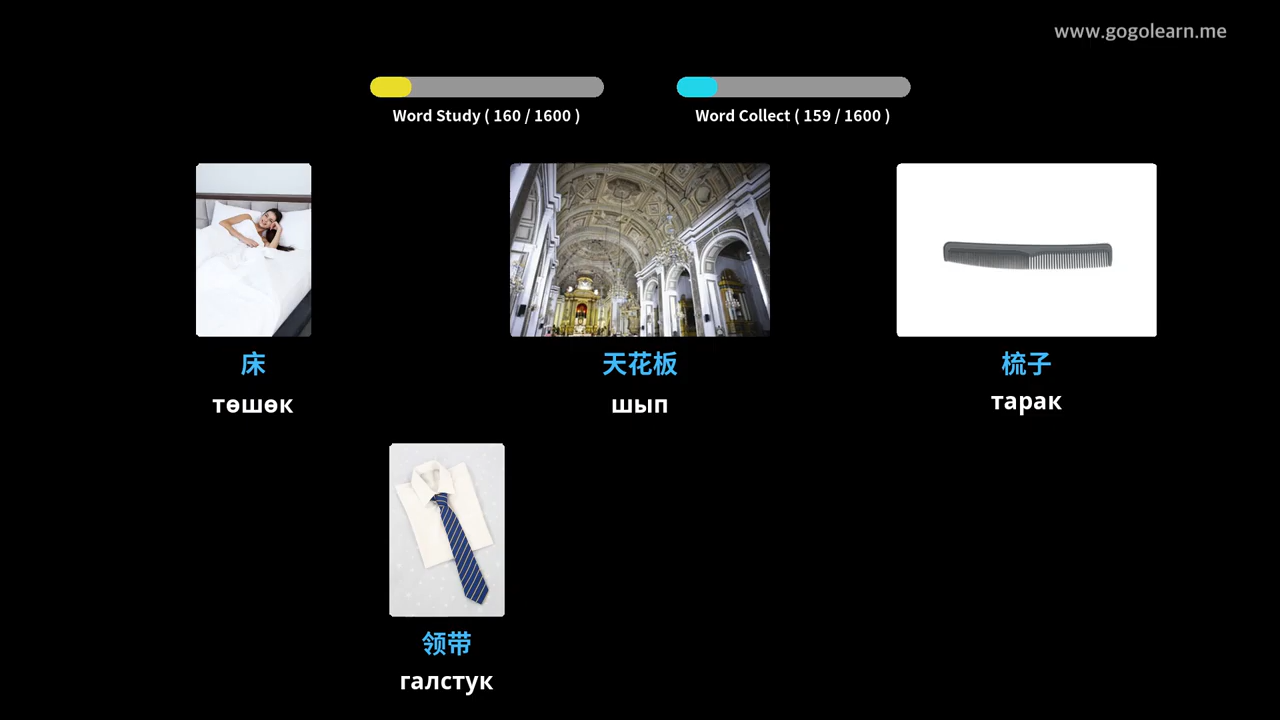 www.gogolearn.me
Word Study ( 160 / 1600 )
Word Collect ( 159 / 1600 )
床
төшөк
天花板
шып
梳子
тарак
领带
галстук